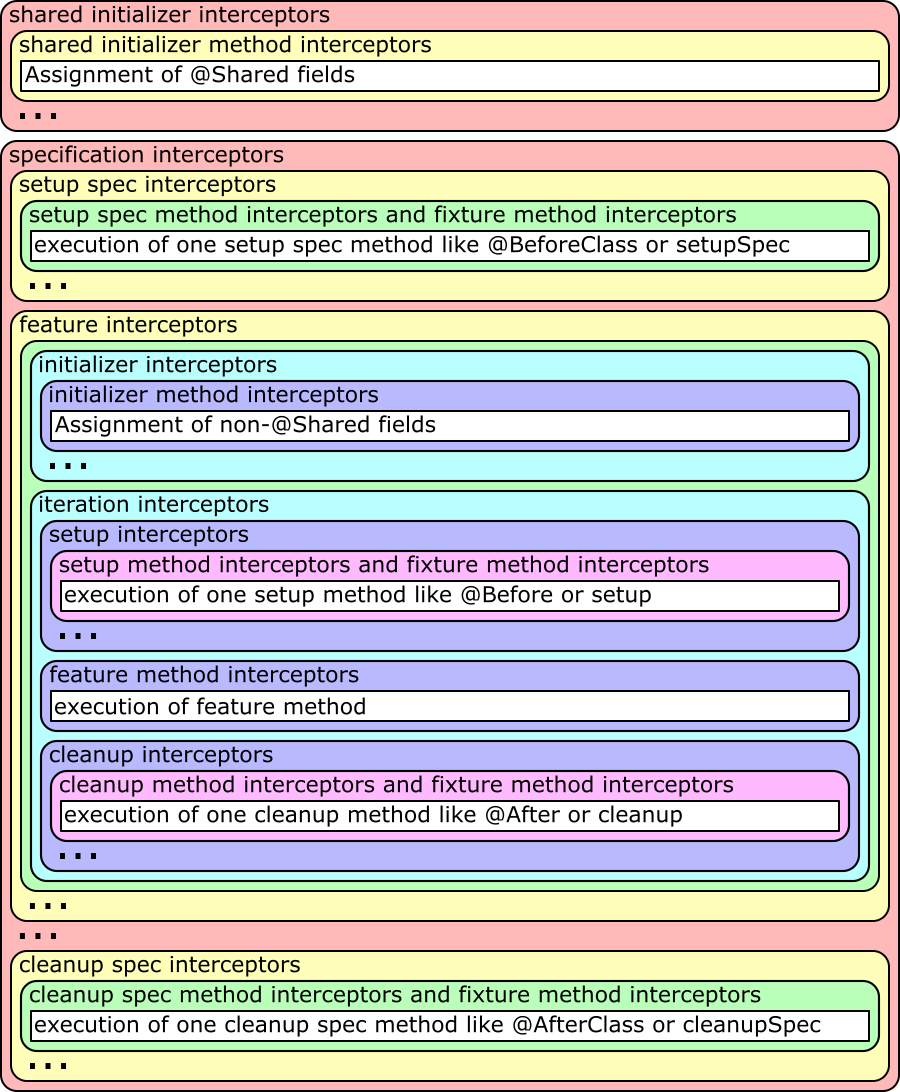 shared initializer interceptors
shared initializer method interceptors
Assignment of @Shared fields
...
specification interceptors
setup spec interceptors
setup spec method interceptors and fixture method interceptors
execution of one setup spec method like @BeforeClass or setupSpec
...
feature interceptors
initializer interceptors
initializer method interceptors
Assignment of non-@Shared fields
...
iteration interceptors
setup interceptors
setup method interceptors and fixture method interceptors
execution of one setup method like @Before or setup
...
feature method interceptors
execution of feature method
cleanup interceptors
cleanup method interceptors and fixture method interceptors
execution of one cleanup method like @After or cleanup
...
...
...
cleanup spec interceptors
cleanup spec method interceptors and fixture method interceptors
execution of one cleanup spec method like @AfterClass or cleanupSpec
...